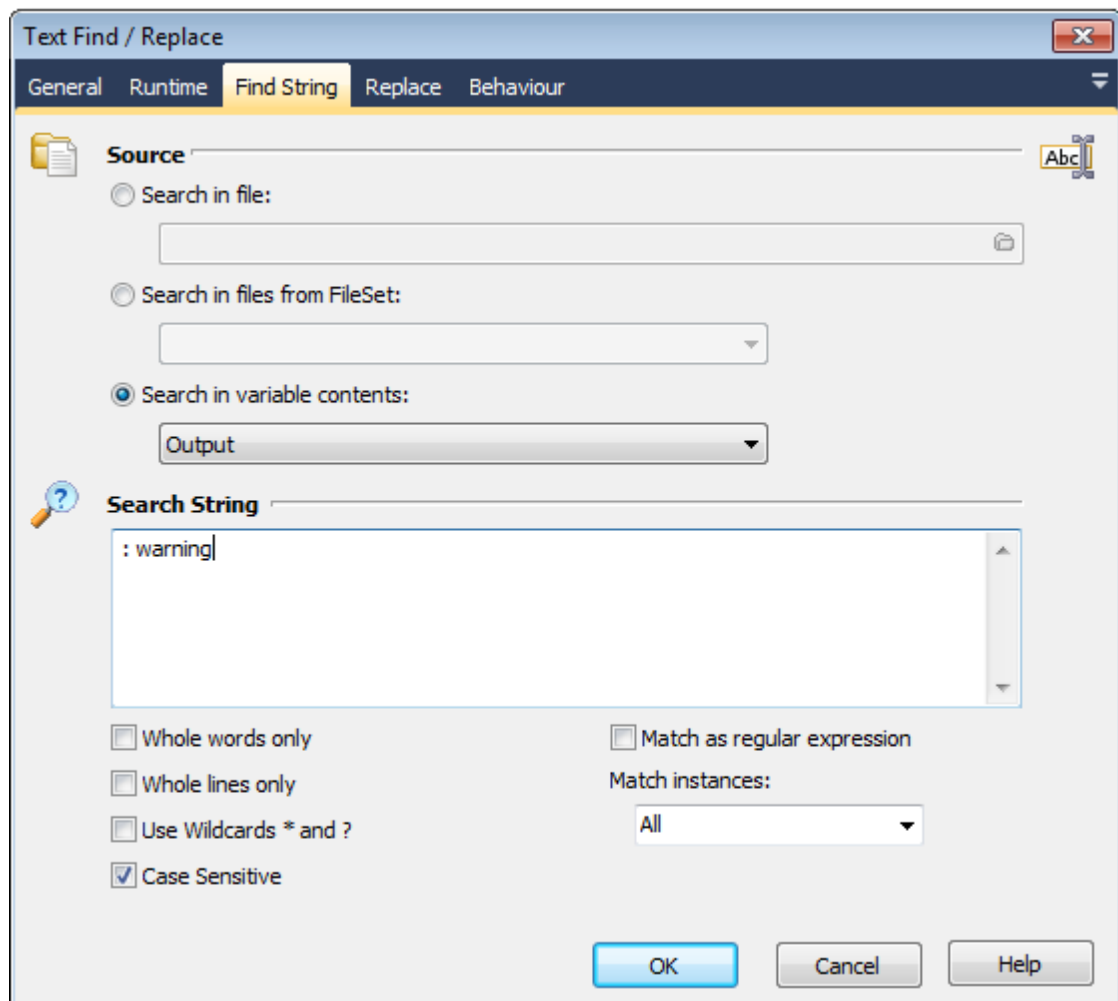 Text Find / Replace
General Runtime Find String Replace Behaviour
Source
Abc
Search in file:
Search in files from FileSet:
Search in variable contents:
Output
Search String
: warning
Whole words only
Match as regular expression
Whole lines only
Match instances:
Use Wildcards * and ?
All
Case Sensitive
OK Cancel Help